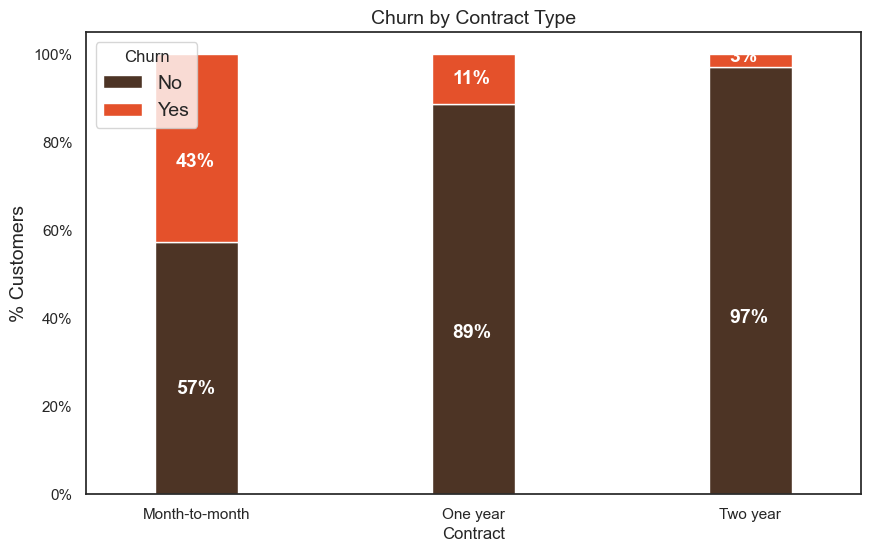 Churn by Contract Type
Churn
No
Yes
100%
80%
60%
40%
20%
0%
% Customers
43%
57%
11%
89%
3%
97%
Month-to-month
One year
Two year
Contract